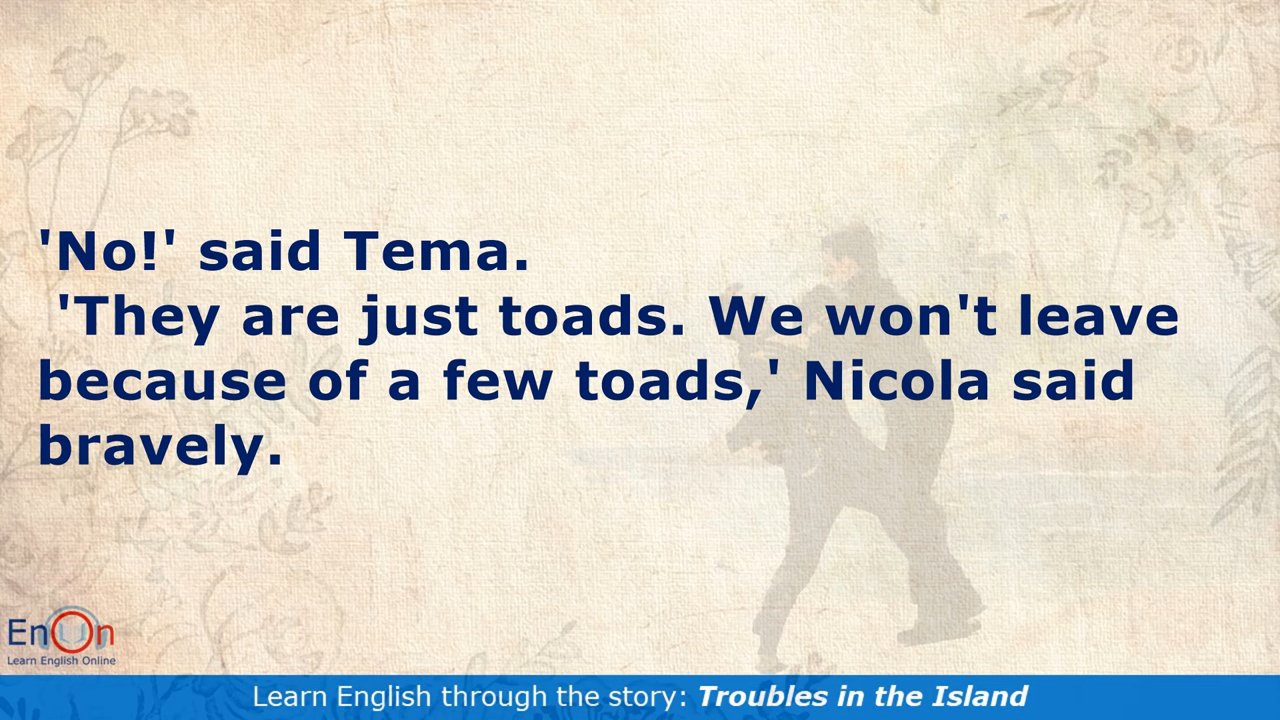 'No!' said Tema.
'They are just toads. We won't leave
because of a few toads,' Nicola said
bravely.
EnOn
Learn English Online
Learn English through the story: Troubles in the Island